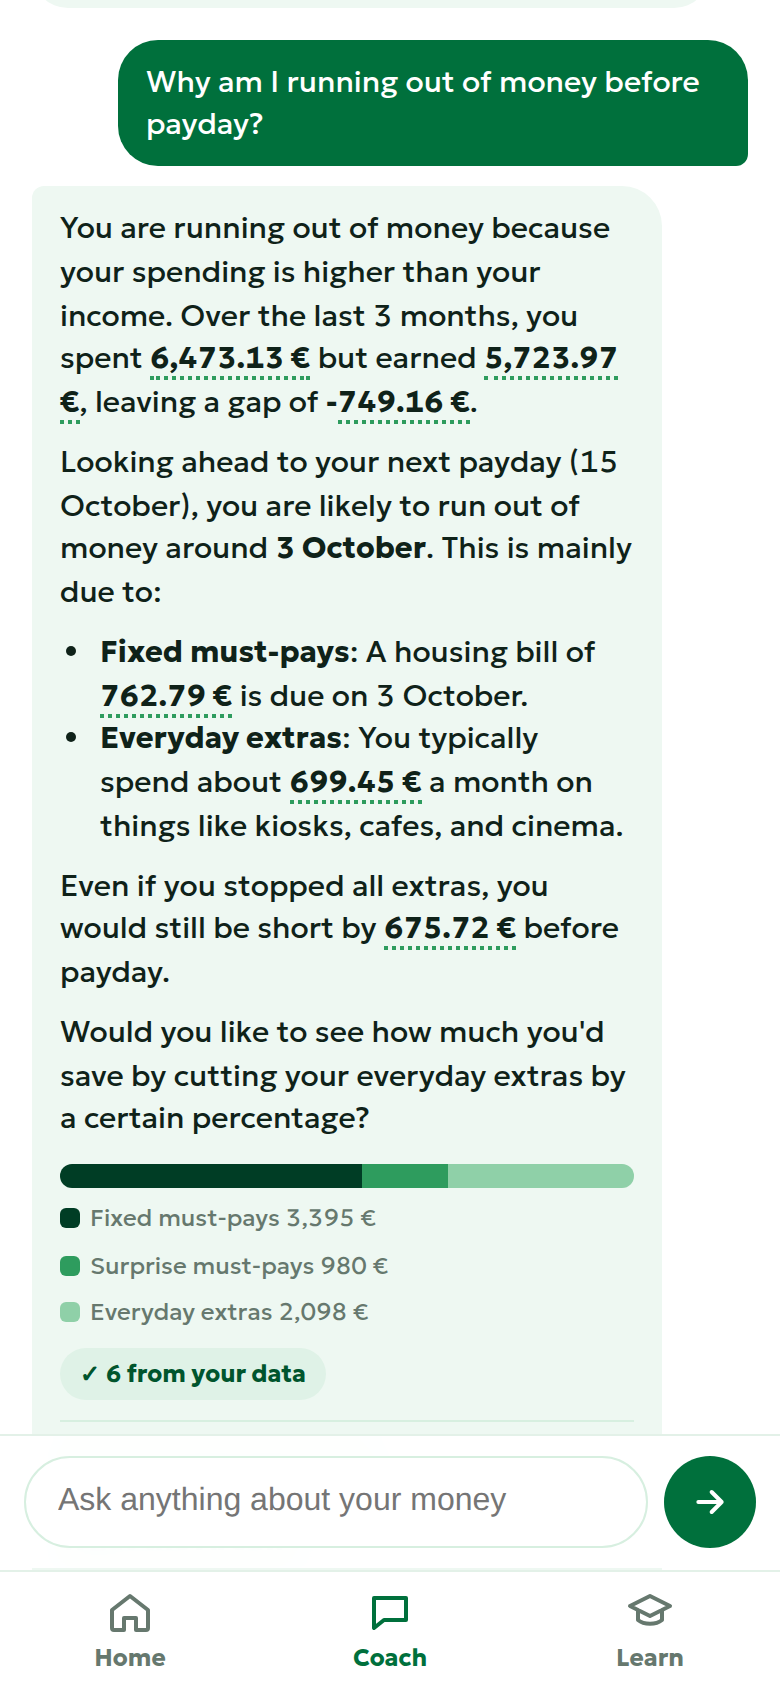 Why am I running out of money before
payday?
You are running out of money because
your spending is higher than your
income. Over the last 3 months, you
spent 6,473.13 € but earned 5,723.97
€, leaving a gap of -749.16 €.
Looking ahead to your next payday (15
October), you are likely to run out of
money around 3 October. This is mainly
due to:
• Fixed must-pays: A housing bill of
762.79 € is due on 3 October.
• Everyday extras: You typically
spend about 699.45 € a month on
things like kiosks, cafes, and cinema.
Even if you stopped all extras, you
would still be short by 675.72 € before
payday.
Would you like to see how much you'd
save by cutting your everyday extras by
a certain percentage?
Fixed must-pays 3,395 €
Surprise must-pays 980 €
Everyday extras 2,098 €
✓ 6 from your data
Ask anything about your money
Home
Coach
Learn